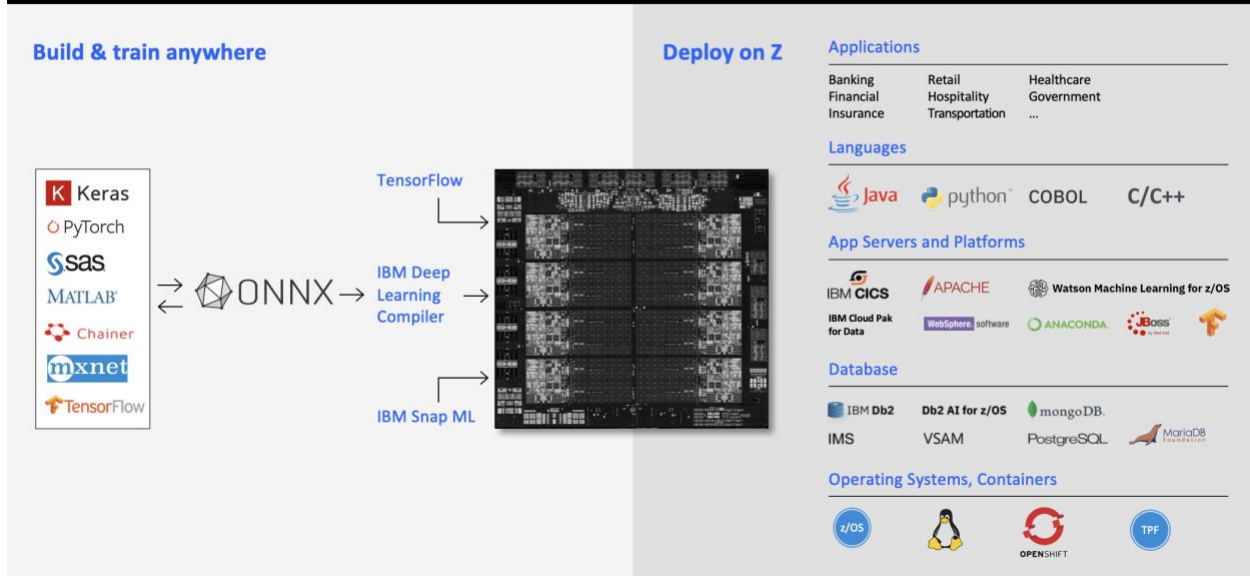 Build & train anywhere
K Keras
PyTorch
sas
MATLAB
Chainer
mxnet
TensorFlow
ONNX
TensorFlow
IBM Deep
Learning
Compiler
IBM Snap ML
Deploy on Z
Applications
Banking Retail Healthcare
Financial Hospitality Government
Insurance Transportation ...
Languages
Java python COBOL C/C++
App Servers and Platforms
IBM CICS APACHE Watson Machine Learning for z/OS
IBM Cloud Pak
for Data
WebSphere. software ANACONDA. JBoss
by Red Hat
Database
IBM Db2 Db2 AI for z/OS mongoDB.
IMS VSAM PostgreSQL MariaDB
Foundation
Operating Systems, Containers
z/OS OPENSHIFT TPF